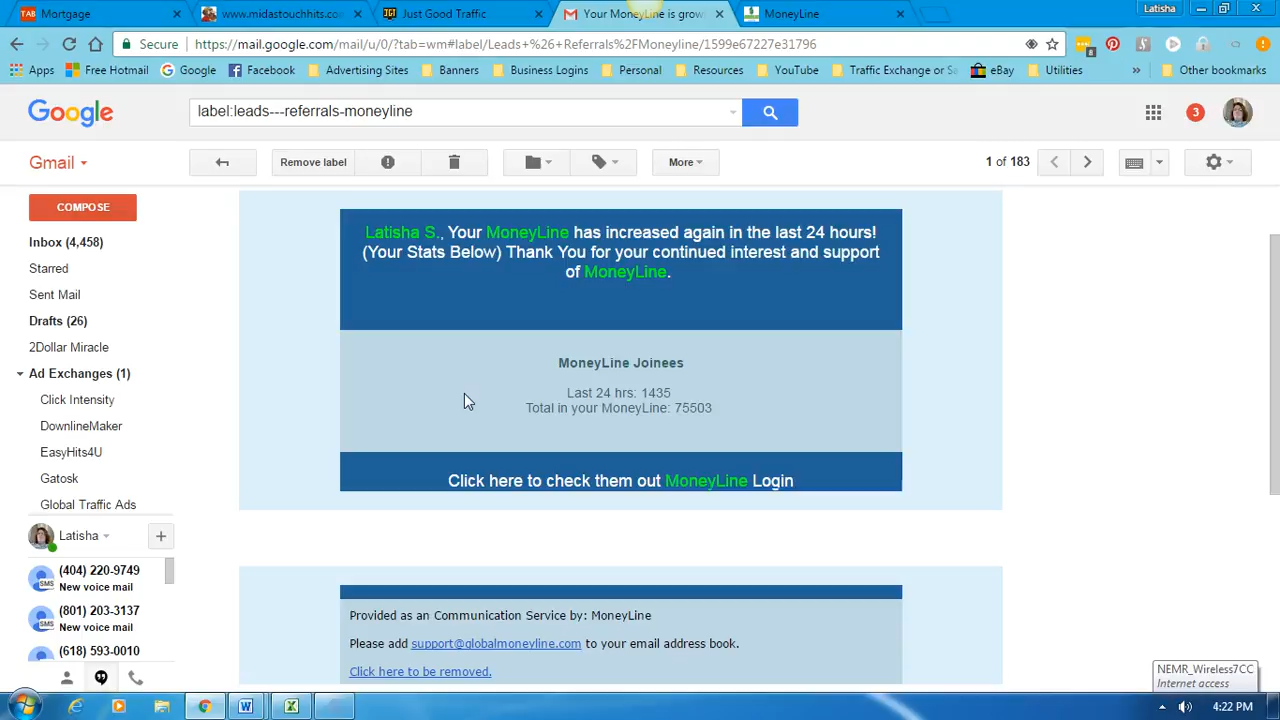 Mortgage
www.midastouchhits.c
Just Good Traffic
Your MoneyLine is grow
MoneyLine
Latisha
Secure
https://mail.google.com/mail/u/0/?tab=wm#label/Leads+%26+Referrals%2FMoneyline/1599e67227e31796
Apps
Free Hotmail
Google
Facebook
Advertising Sites
Banners
Business Logins
Personal
Resources
YouTube
Traffic Exchange or Sa
eBay
Utilities
Other bookmarks
Google
label:leads---referrals-moneyline
3
Gmail
Remove label
More
1 of 183
COMPOSE
Inbox (4,458)
Starred
Sent Mail
Drafts (26)
2Dollar Miracle
Ad Exchanges (1)
Click Intensity
DownlineMaker
EasyHits4U
Gatosk
Global Traffic Ads
Latisha
(404) 220-9749
New voice mail
(801) 203-3137
New voice mail
(618) 593-0010
Latisha S., Your MoneyLine has increased again in the last 24 hours!
(Your Stats Below) Thank You for your continued interest and support
of MoneyLine.
MoneyLine Joinees
Last 24 hrs: 1435
Total in your MoneyLine: 75503
Click here to check them out MoneyLine Login
Provided as an Communication Service by: MoneyLine
Please add support@globalmoneyline.com to your email address book.
Click here to be removed.
NEMR_Wireless7CC
Internet access
4:22 PM